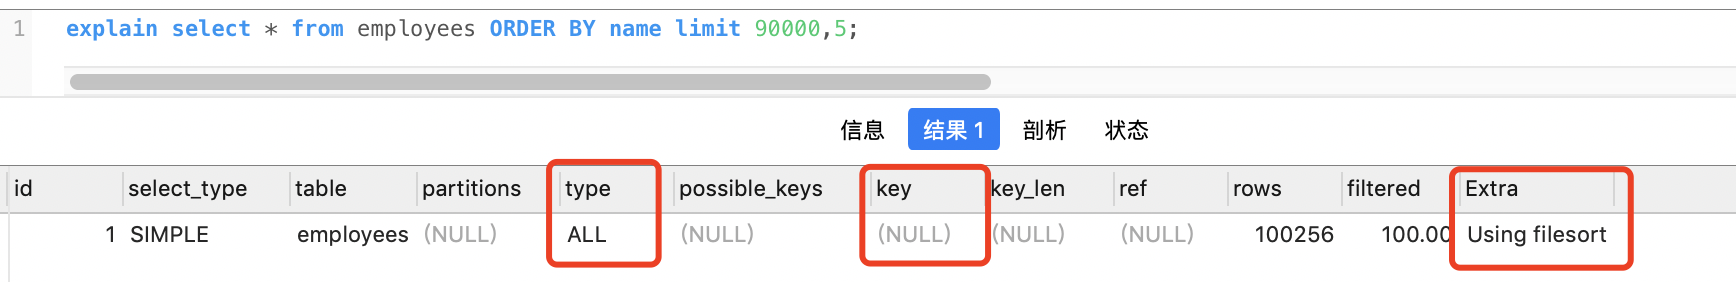 1 explain select * from employees ORDER BY name limit 90000,5;
信息 结果 1 剖析 状态
id select_type table partitions type possible_keys key key_len ref rows filtered Extra
1 SIMPLE employees (NULL) ALL (NULL) (NULL) (NULL) (NULL) 100256 100.00 Using filesort